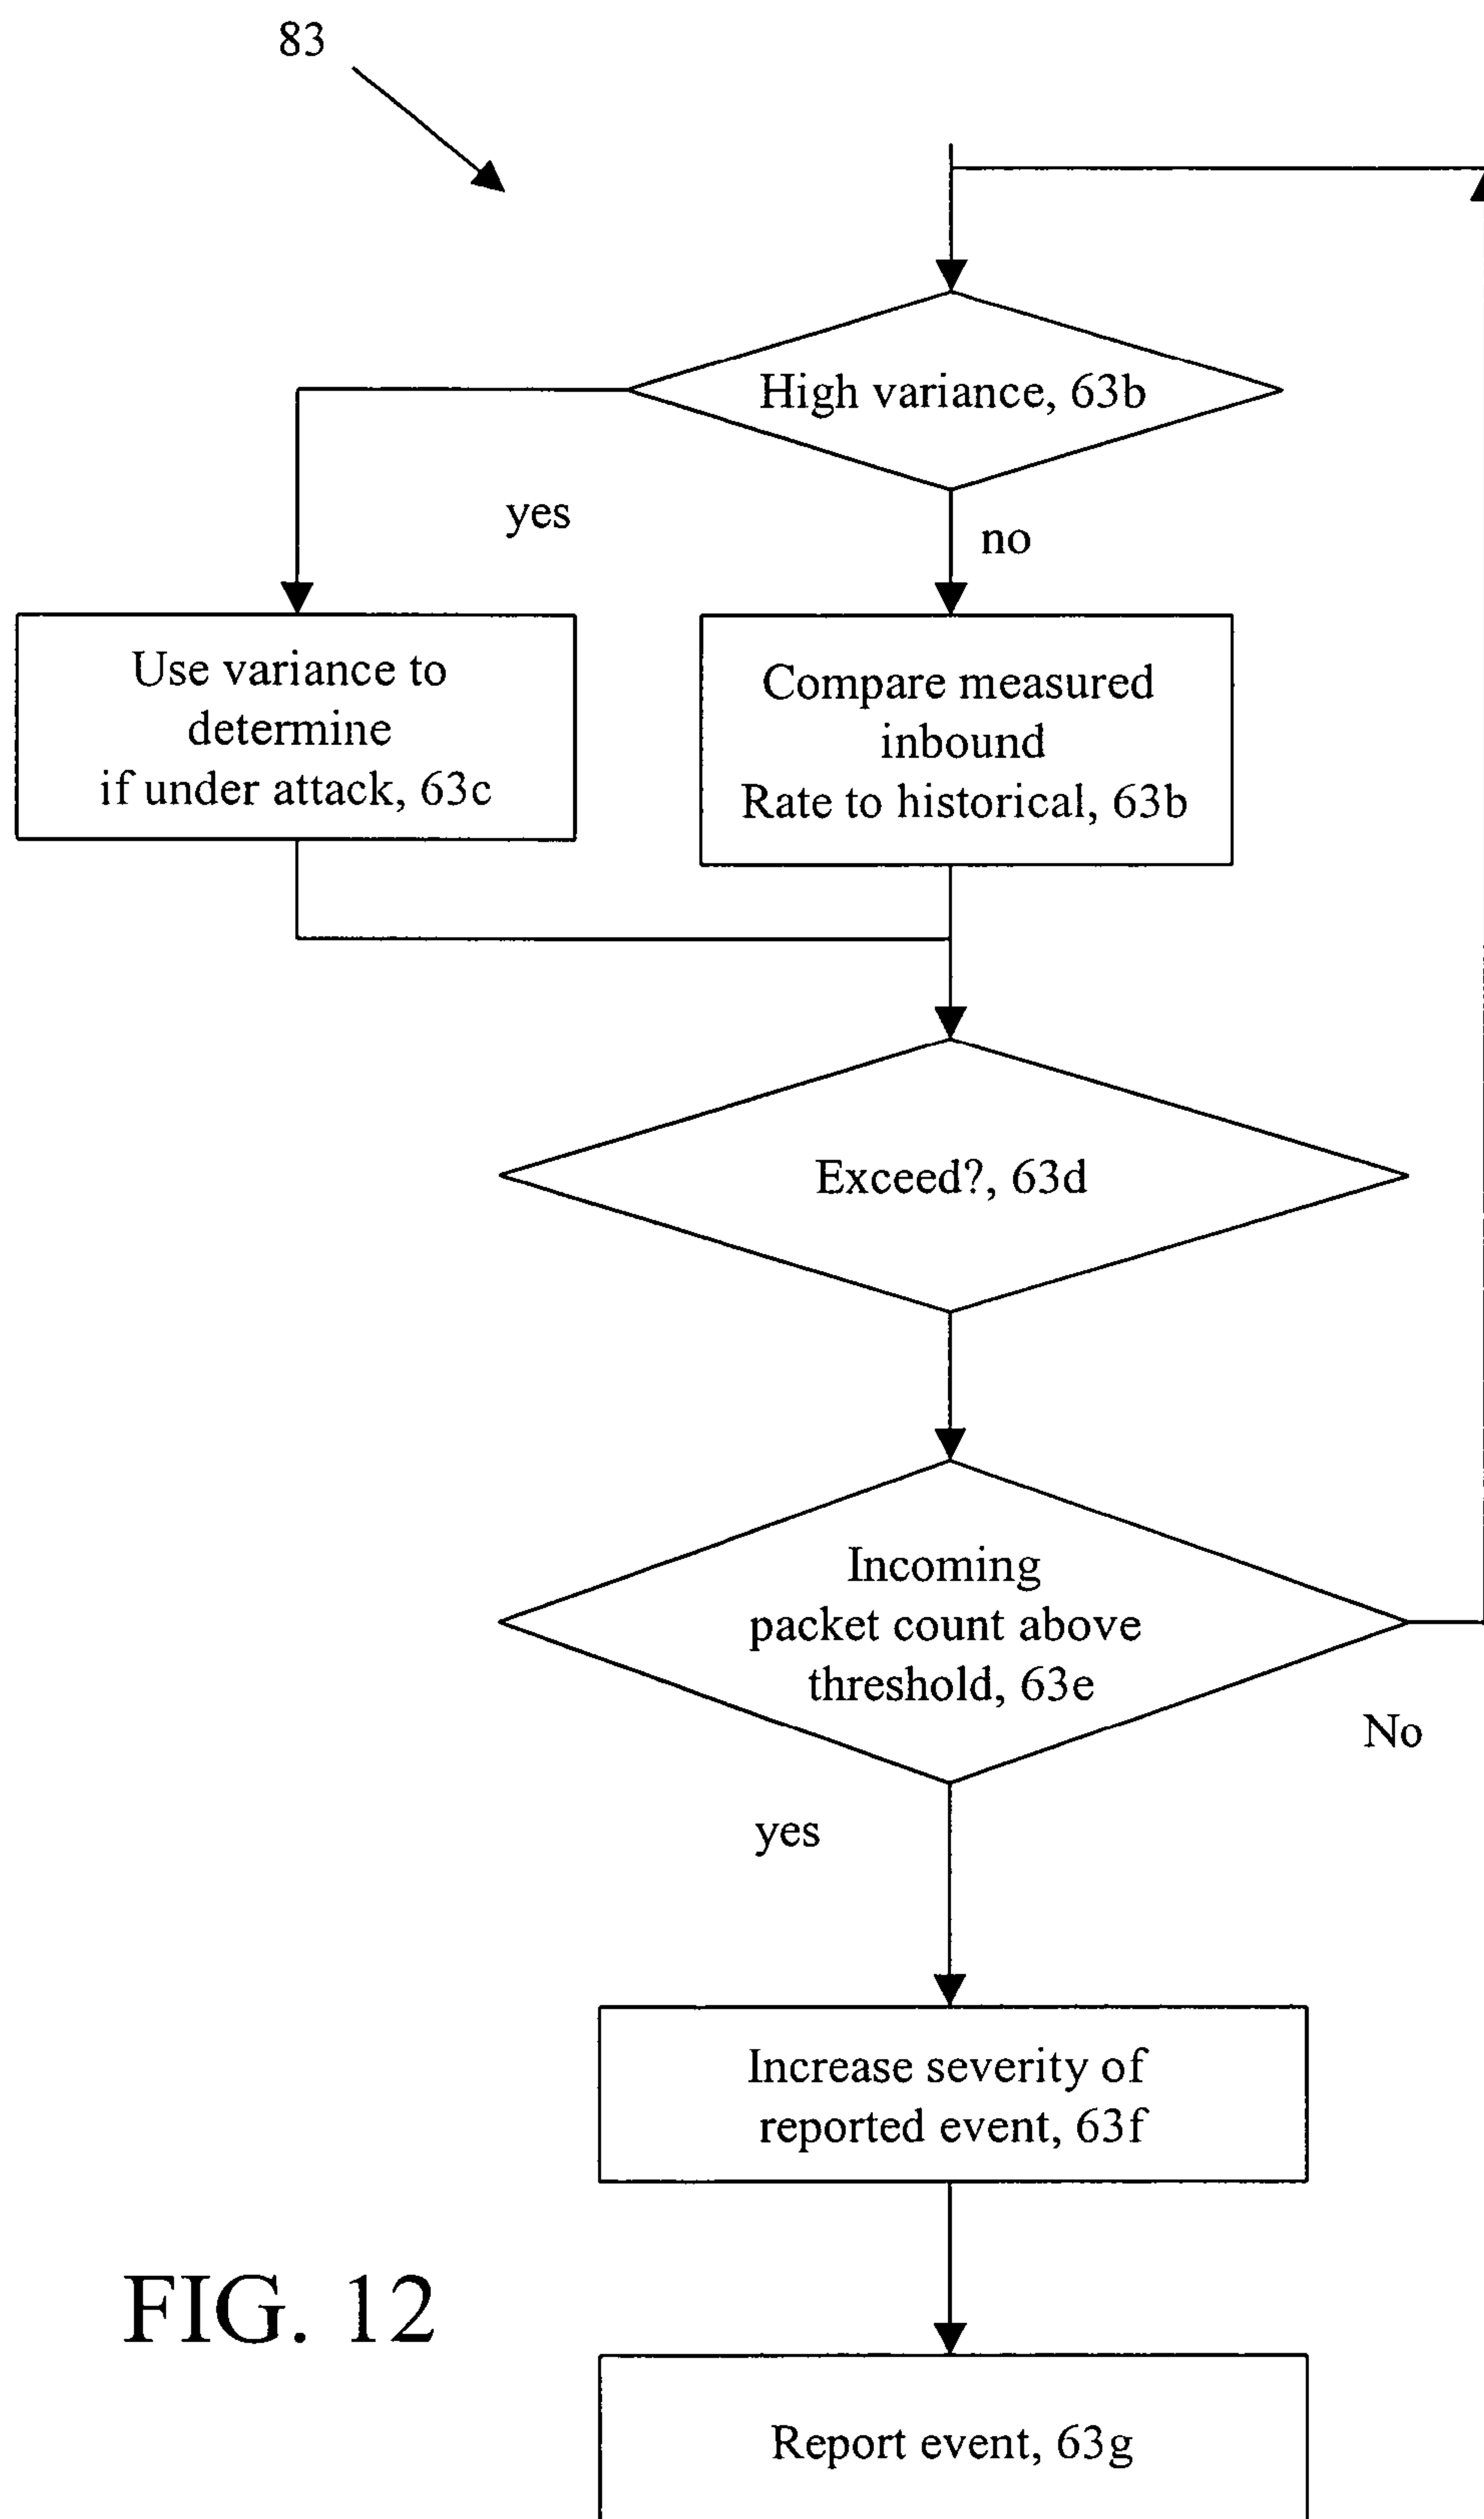 83
High variance, 63b
yes
no
Use variance to
determine
if under attack, 63c
Compare measured
inbound
Rate to historical, 63b
Exceed?, 63d
Incoming
packet count above
threshold, 63e
No
yes
Increase severity of
reported event, 63f
FIG. 12
Report event, 63g